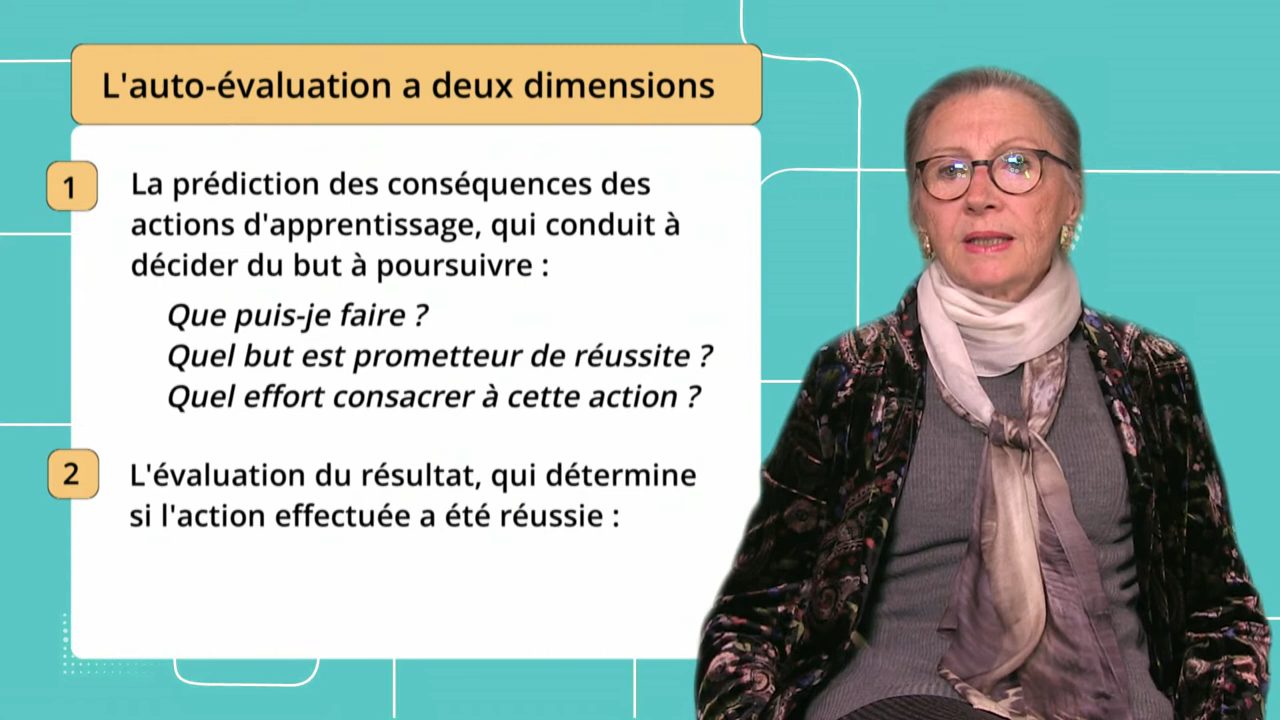 L'auto-évaluation a deux dimensions
1
La prédiction des conséquences des
actions d'apprentissage, qui conduit à
décider du but à poursuivre :
Que puis-je faire ?
Quel but est prometteur de réussite ?
Quel effort consacrer à cette action ?
2
L'évaluation du résultat, qui détermine
si l'action effectuée a été réussie :